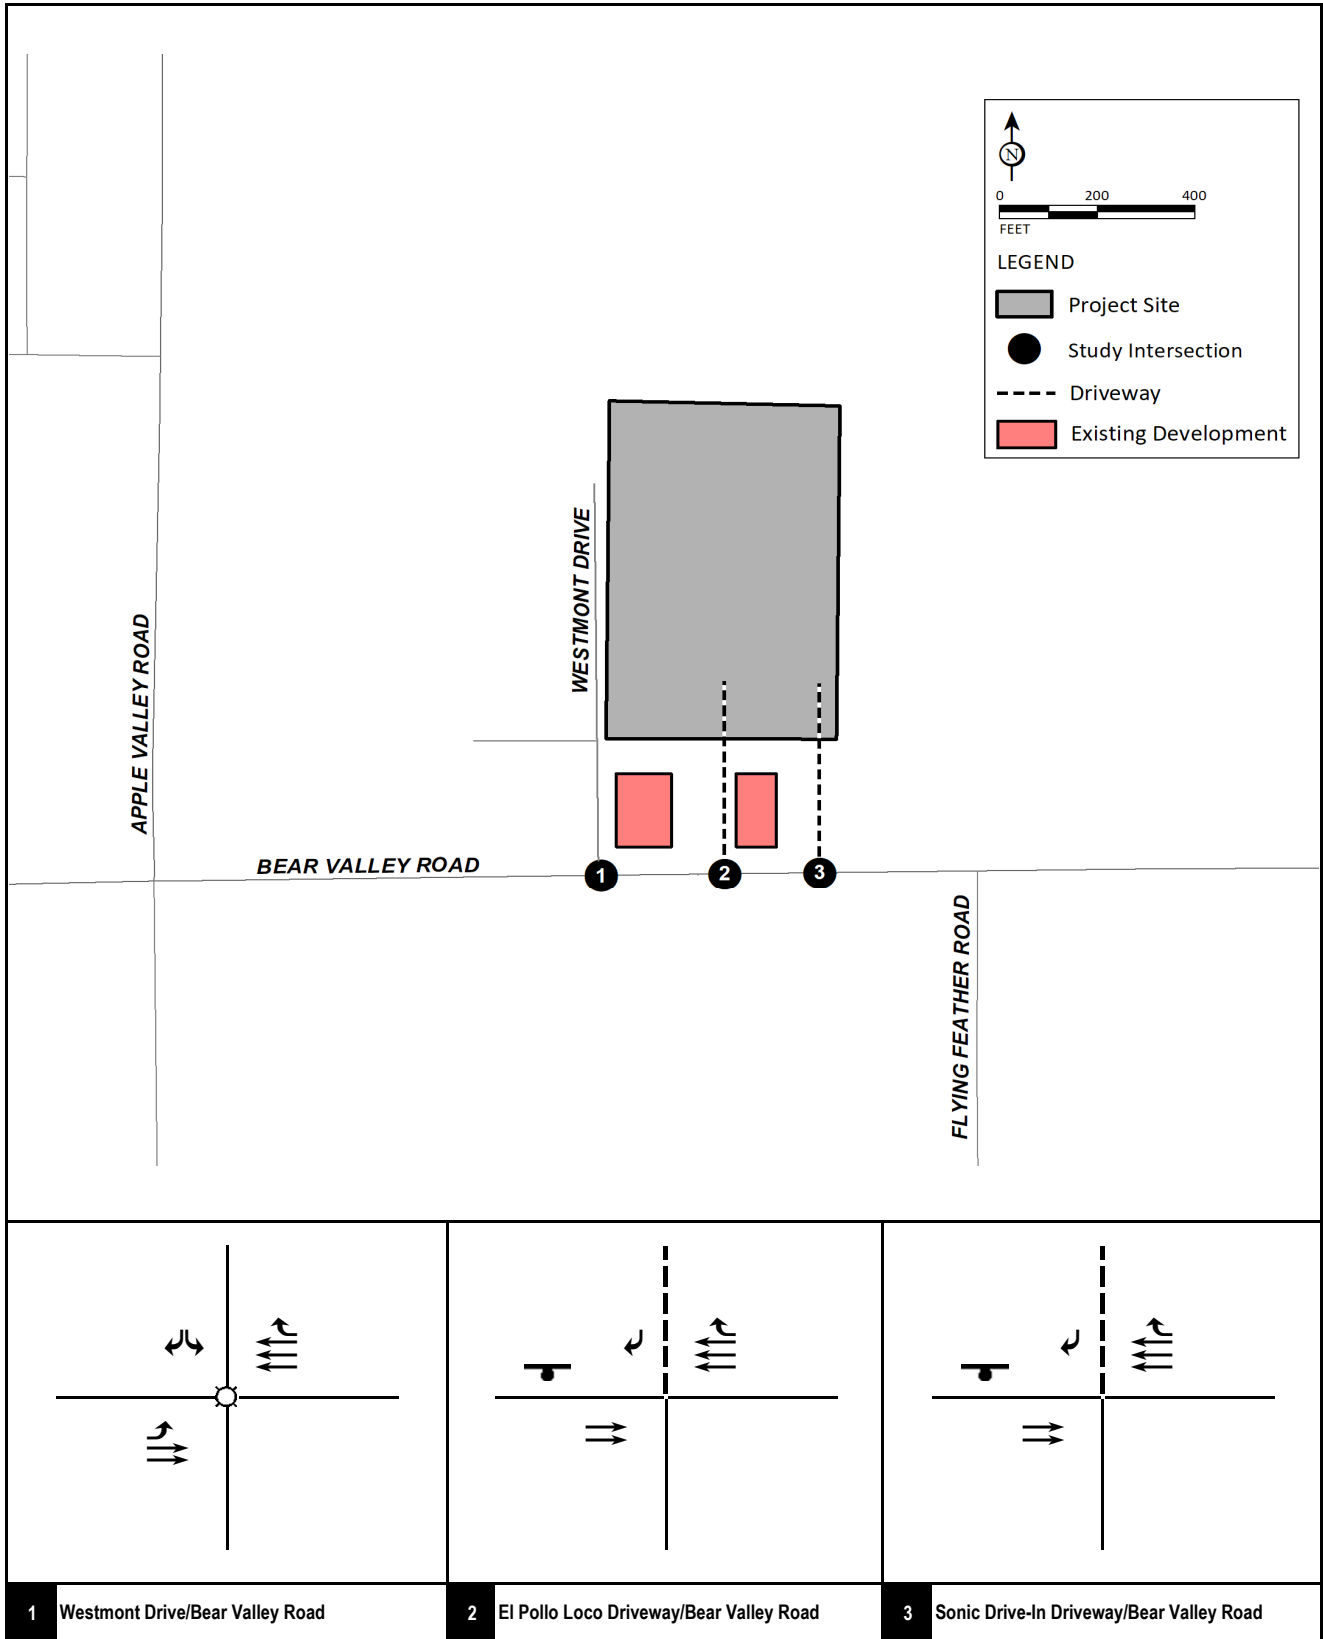 N
0 200 400
FEET
LEGEND
Project Site
Study Intersection
Driveway
Existing Development
WESTMONT DRIVE
APPLE VALLEY ROAD
BEAR VALLEY ROAD
1
2
3
FLYING FEATHER ROAD
1 Westmont Drive/Bear Valley Road
2 El Pollo Loco Driveway/Bear Valley Road
3 Sonic Drive-In Driveway/Bear Valley Road